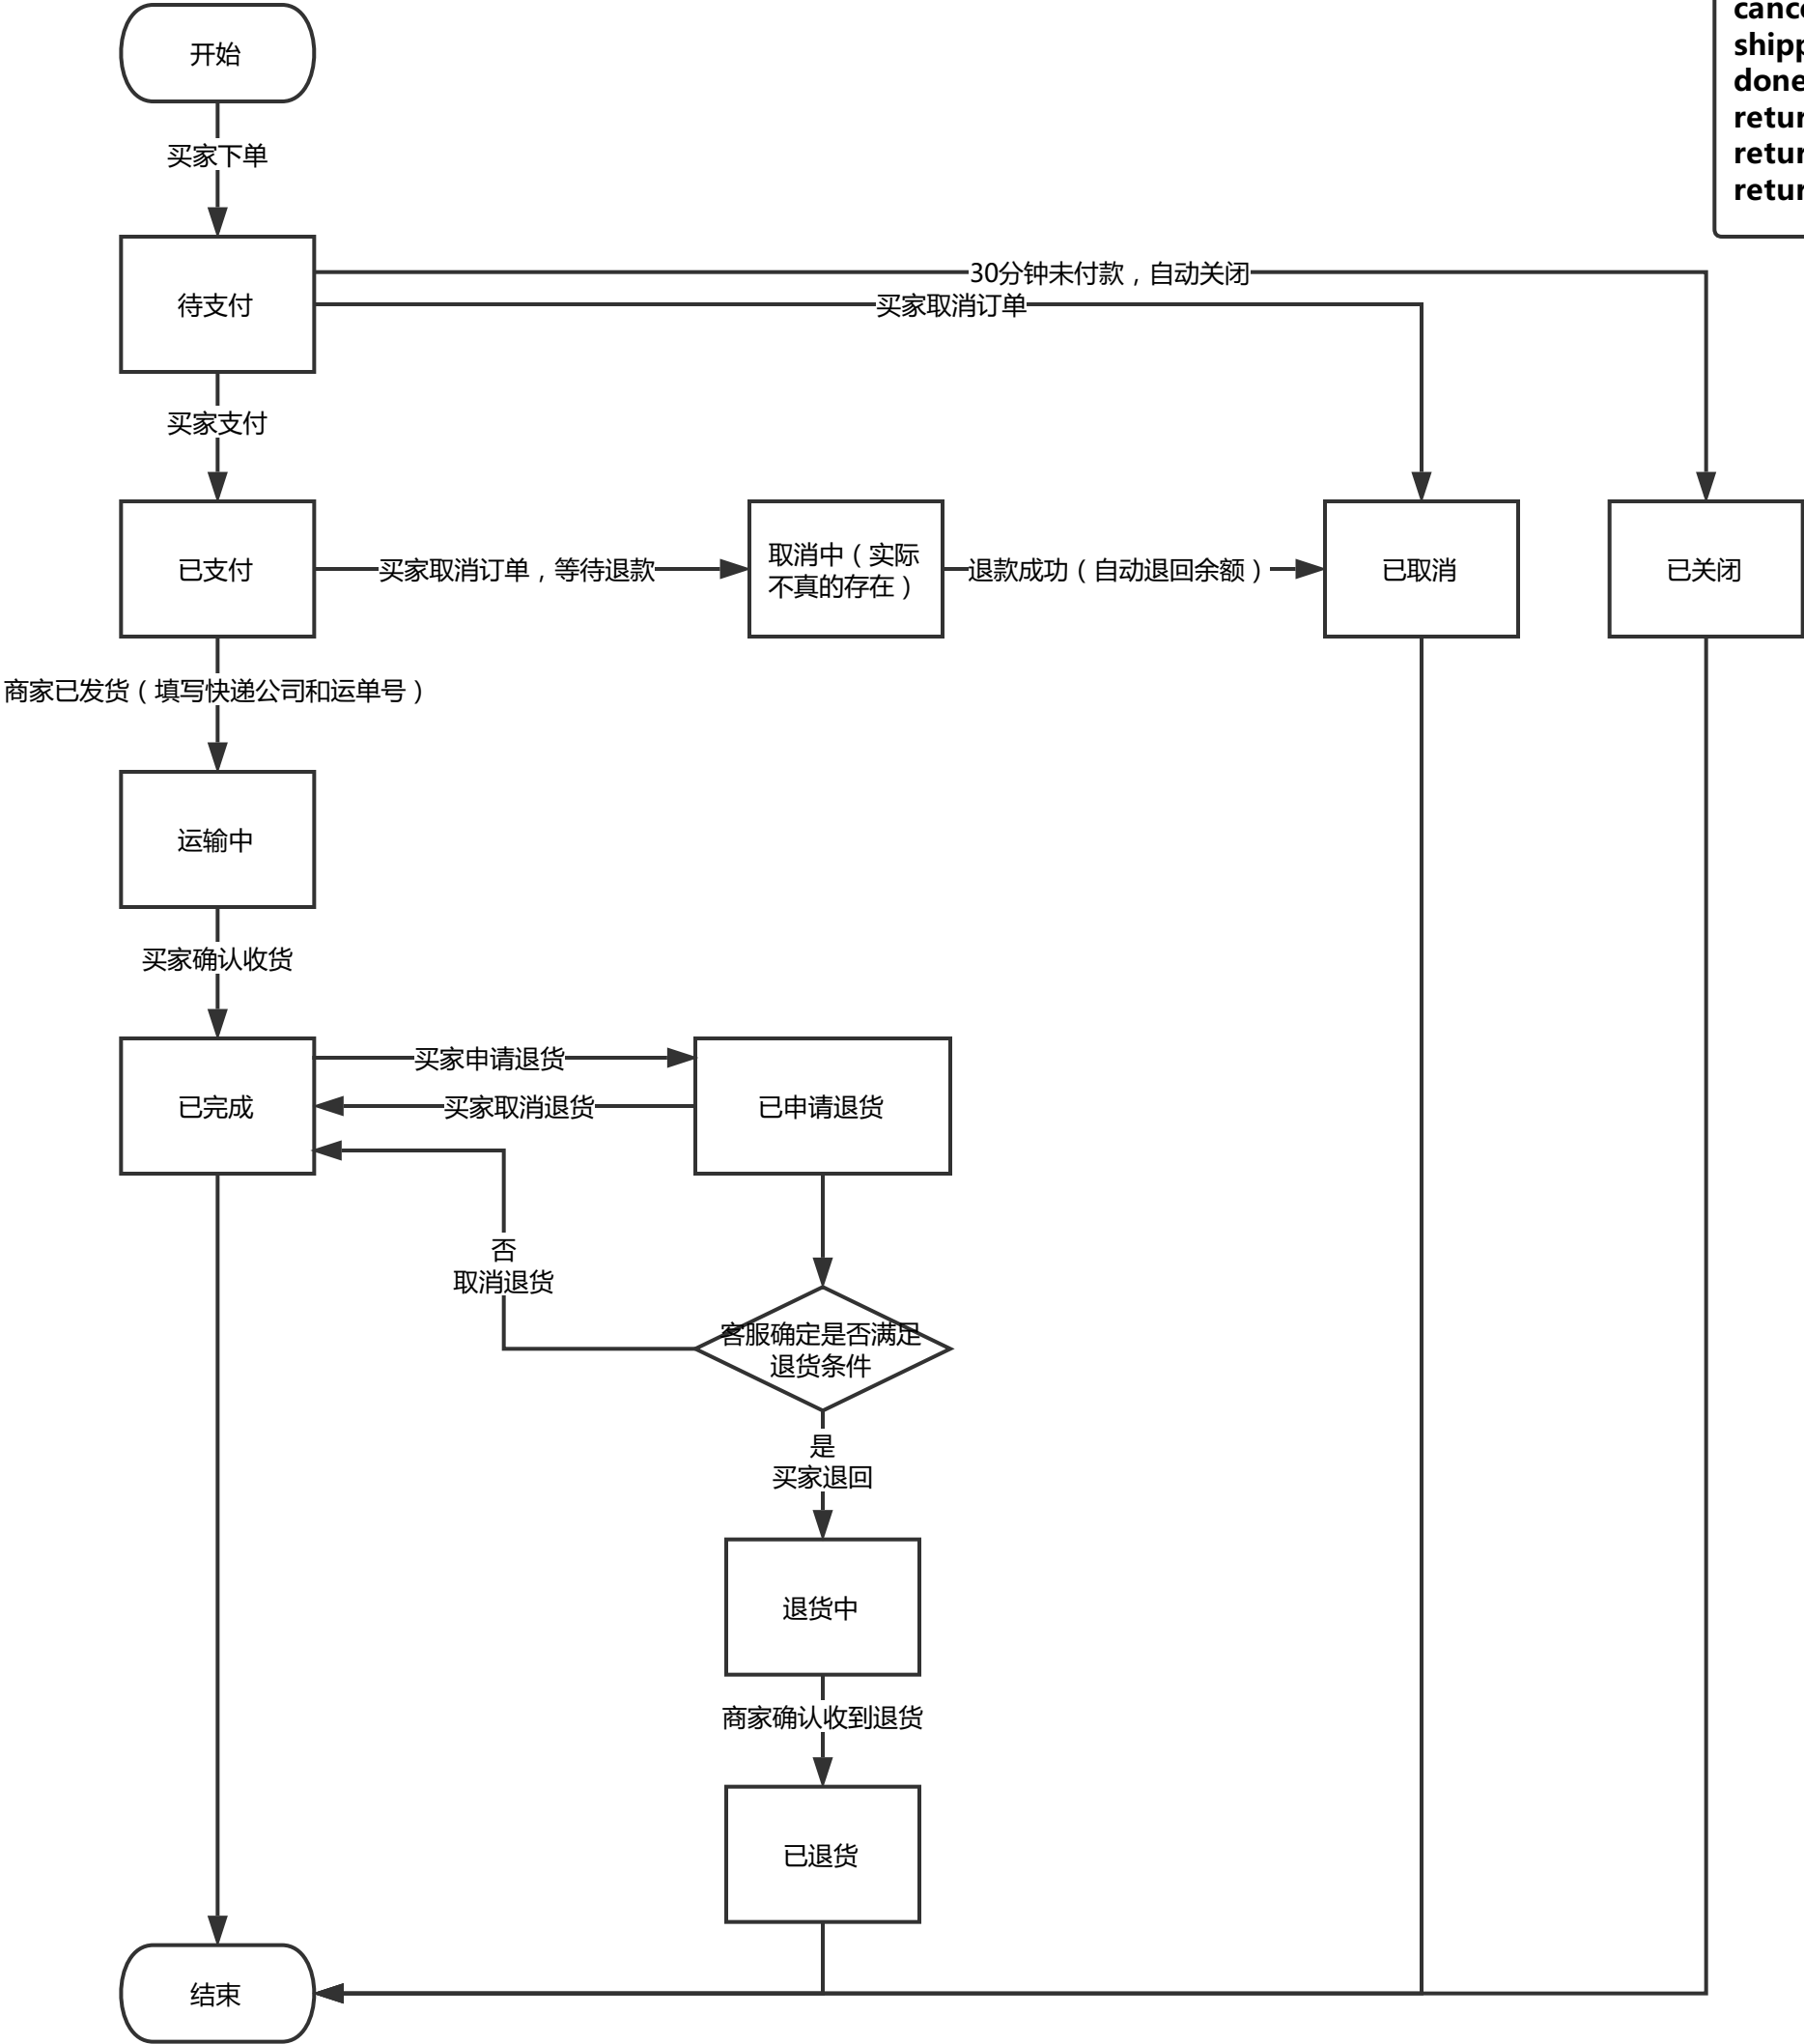 开始
买家下单
30分钟未付款，自动关闭
待支付
买家取消订单
买家支付
已支付
买家取消订单，等待退款
取消中（实际
不真的存在）
退款成功（自动退回余额）
已取消
已关闭
商家已发货（填写快递公司和运单号）
运输中
买家确认收货
已完成
买家申请退货
买家取消退货
已申请退货
否
取消退货
客服确定是否满足
退货条件
是
买家退回
退货中
商家确认收到退货
已退货
结束
done